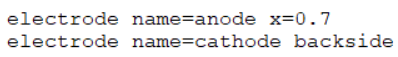 electrode name=anode x=0.7
electrode name=cathode backside